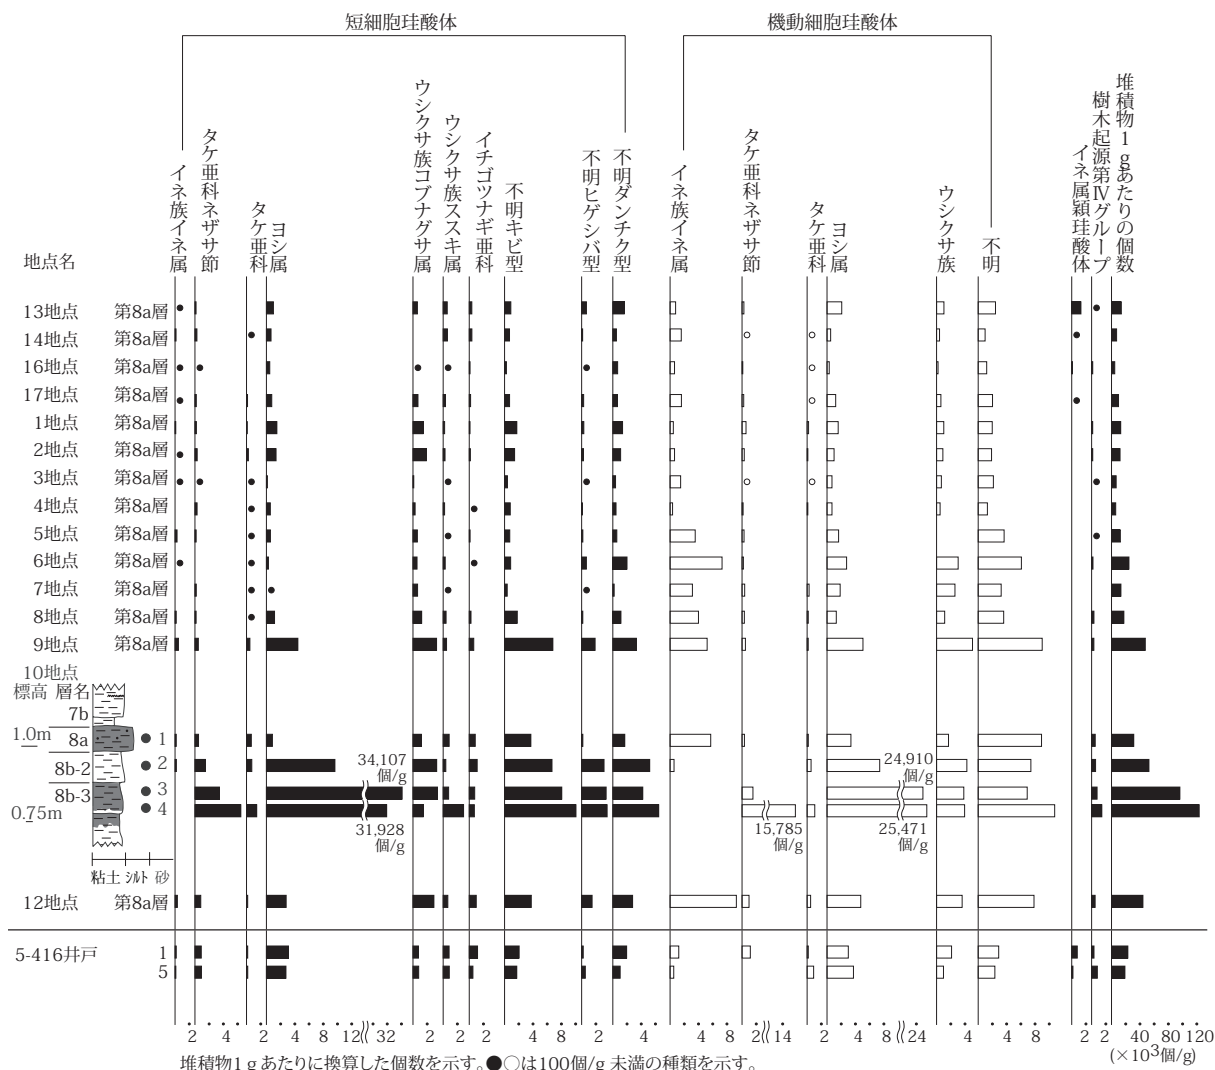 短細胞珪酸体
機動細胞珪酸体
イネ族イネ属
タケ亜科ネザサ節
タケ亜科
ヨシ属
ウシクサ族コブナグサ属
ウシクサ族ススキ属
イチゴツナギ亜科
不明キビ型
不明ヒゲシバ型
不明ダンチク型
イネ族イネ属
タケ亜科ネザサ節
タケ亜科
ヨシ属
ウシクサ族
不明
イネ属穎珪酸体
樹木起源第Ⅳグループ
堆積物1gあたりの個数
地点名
13地点 第8a層
14地点 第8a層
16地点 第8a層
17地点 第8a層
1地点 第8a層
2地点 第8a層
3地点 第8a層
4地点 第8a層
5地点 第8a層
6地点 第8a層
7地点 第8a層
8地点 第8a層
9地点 第8a層
10地点
標高 層名
7b
1.0m 8a 1
8b-2 2
34,107
個/g
24,910
個/g
8b-3 3
0.75m 4
31,928
個/g
15,785
個/g
25,471
個/g
粘土 シルト 砂
12地点 第8a層
5-416井戸 1
5
2 4 2 4 8 12 32 2 2 2 4 8 2 2 4 8 2 14 2 4 8 24 4 4 8 2 2 40 80 120
(×10³個/g)
堆積物1gあたりに換算した個数を示す。●○は100個/g 未満の種類を示す。